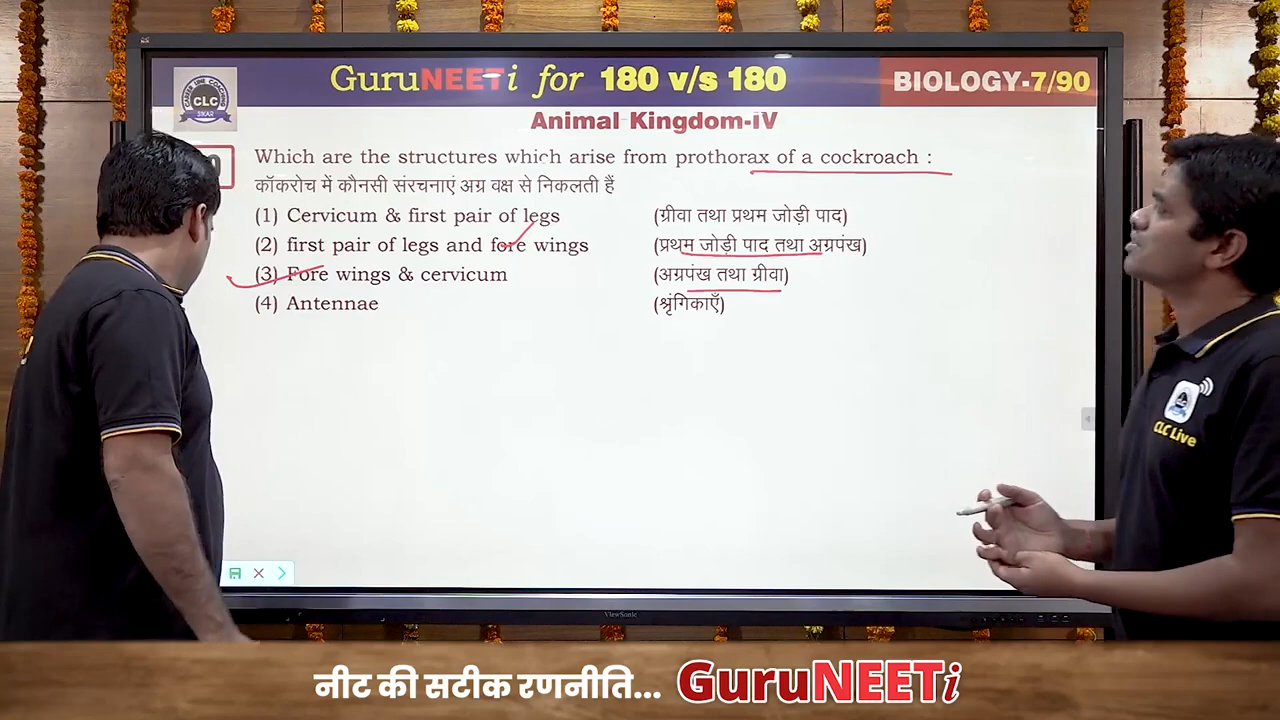 GuruNEETi for 180 v/s 180
BIOLOGY-7/90
CLC
SIKAR
Animal Kingdom-iV
Which are the structures which arise from prothorax of a cockroach :
कॉकरोच में कौनसी संरचनाएं अग्र वक्ष से निकलती हैं
(1) Cervicum & first pair of legs (ग्रीवा तथा प्रथम जोड़ी पाद)
(2) first pair of legs and fore wings (प्रथम जोड़ी पाद तथा अग्रपंख)
(3) Fore wings & cervicum (अग्रपंख तथा ग्रीवा)
(4) Antennae (श्रृंगिकाएँ)
CLC Live
ViewSonic
नीट की सटीक रणनीति... GuruNEETi